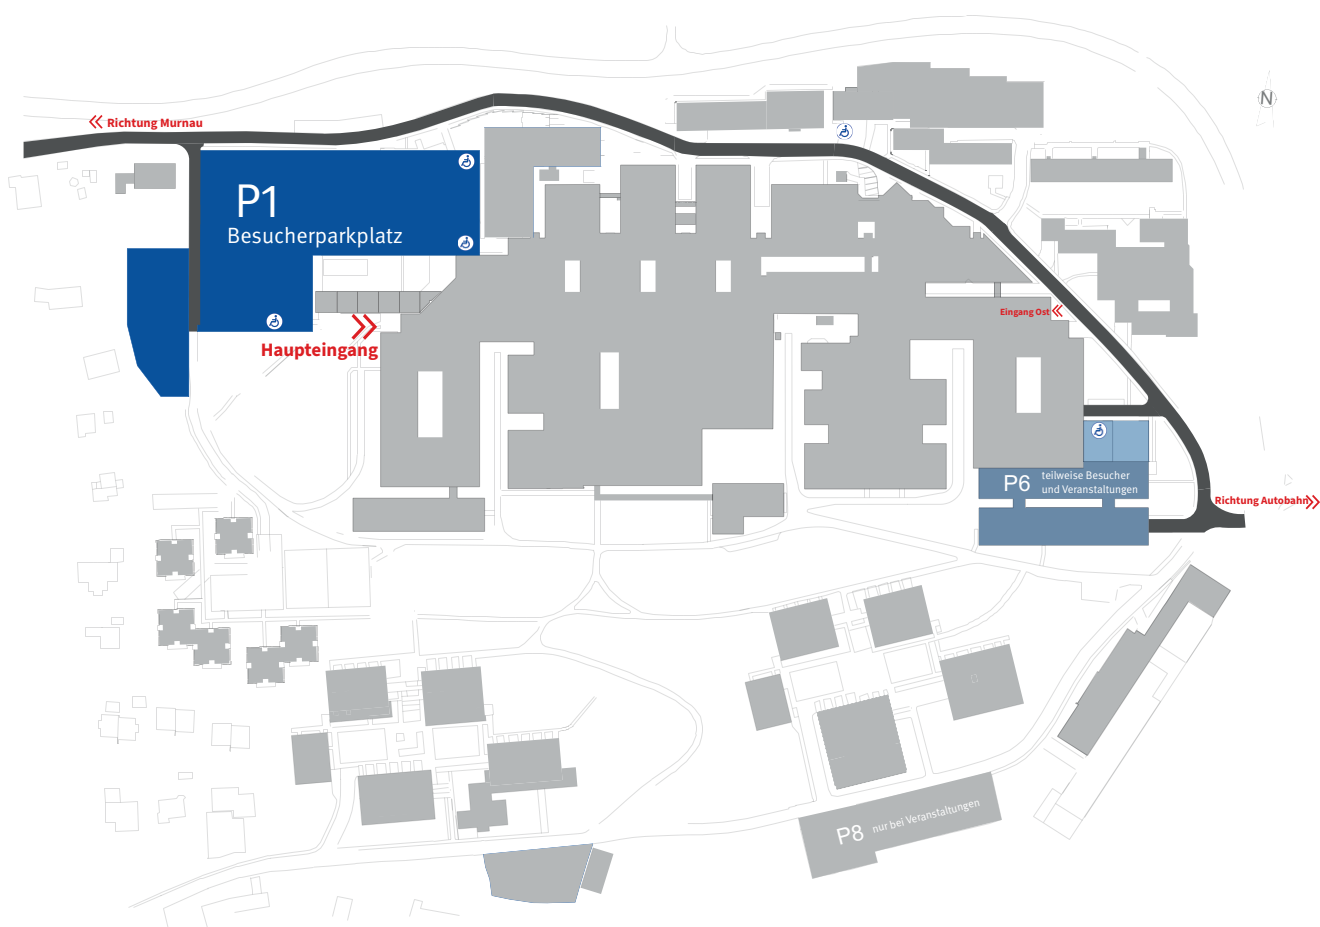 N
Richtung Murnau
P1
Besucherparkplatz
Eingang Ost
Haupteingang
P6
teilweise Besucher
und Veranstaltungen
Richtung Autobahn
P8 nur bei Veranstaltungen